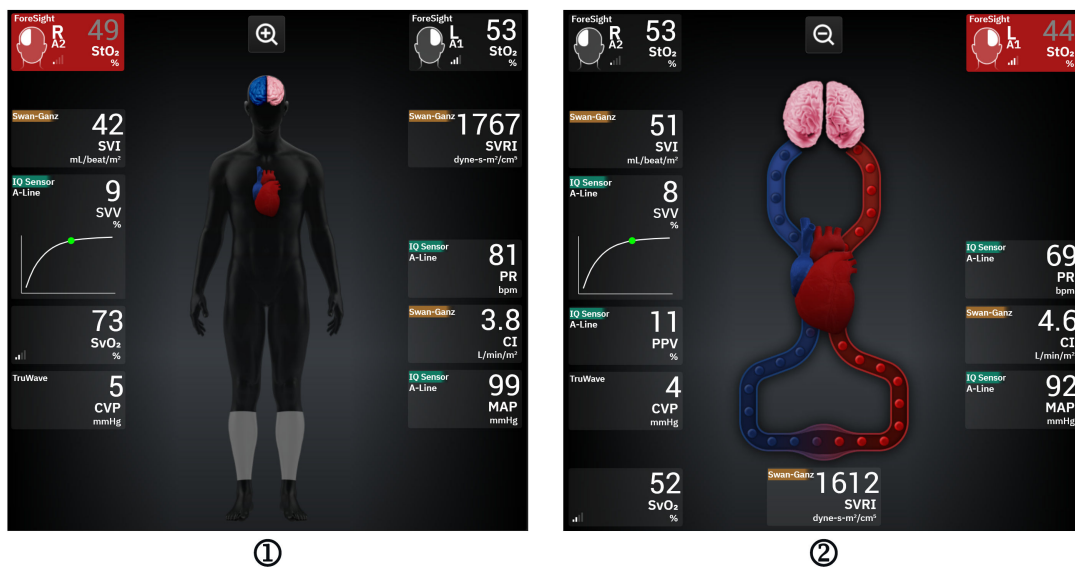 ForeSight
R
A2
49
StO₂
%
ForeSight
L
A1
53
StO₂
%
Swan-Ganz
42
SVI
mL/beat/m²
Swan-Ganz
1767
SVRI
dyne-s-m²/cm⁵
IQ Sensor
A-Line
9
SVV
%
IQ Sensor
A-Line
81
PR
bpm
73
SvO₂
%
Swan-Ganz
3.8
CI
L/min/m²
TruWave
5
CVP
mmHg
IQ Sensor
A-Line
99
MAP
mmHg
①
ForeSight
R
A2
53
StO₂
%
ForeSight
L
A1
44
StO₂
%
Swan-Ganz
51
SVI
mL/beat/m²
IQ Sensor
A-Line
8
SVV
%
IQ Sensor
A-Line
69
PR
bpm
IQ Sensor
A-Line
11
PPV
%
Swan-Ganz
4.6
CI
L/min/m²
TruWave
4
CVP
mmHg
IQ Sensor
A-Line
92
MAP
mmHg
52
SvO₂
%
Swan-Ganz
1612
SVRI
dyne-s-m²/cm⁵
②